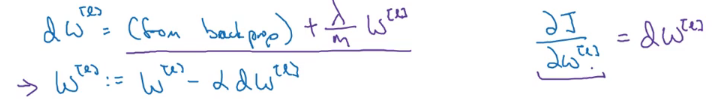 dW^[l] = (from backprop) + λ/m W^[l]
→ W^[l] := W^[l] - α dW^[l]
∂J/∂W^[l] = dW^[l]